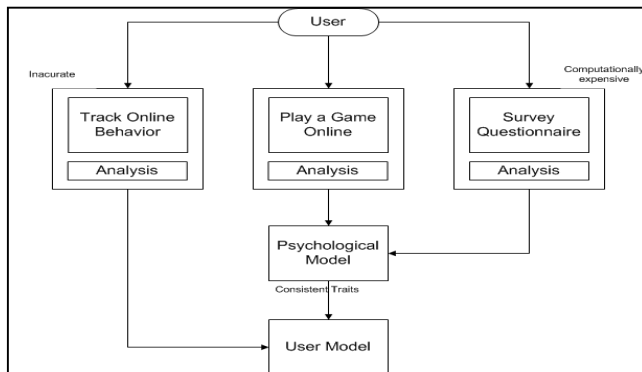 User
Inacurate
Computationally
expensive
Track Online
Behavior
Analysis
Play a Game
Online
Analysis
Survey
Questionnaire
Analysis
Psychological
Model
Consistent Traits
User Model